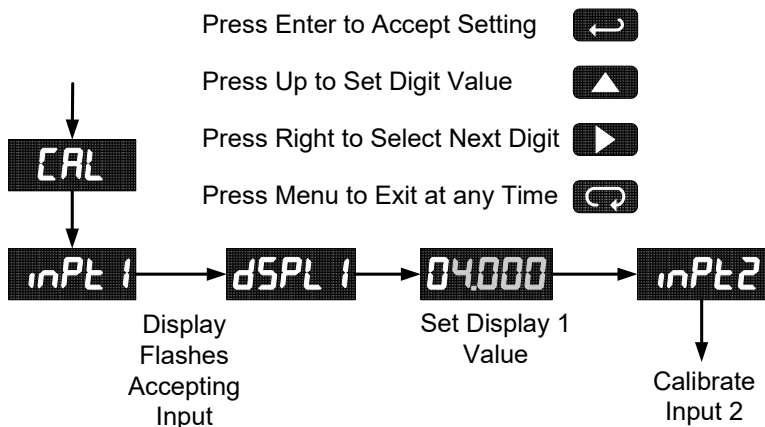 Press Enter to Accept Setting
Press Up to Set Digit Value
Press Right to Select Next Digit
Press Menu to Exit at any Time
CAL
inPt 1
dSPL 1
04.000
inPt2
Display
Flashes
Accepting
Input
Set Display 1
Value
Calibrate
Input 2